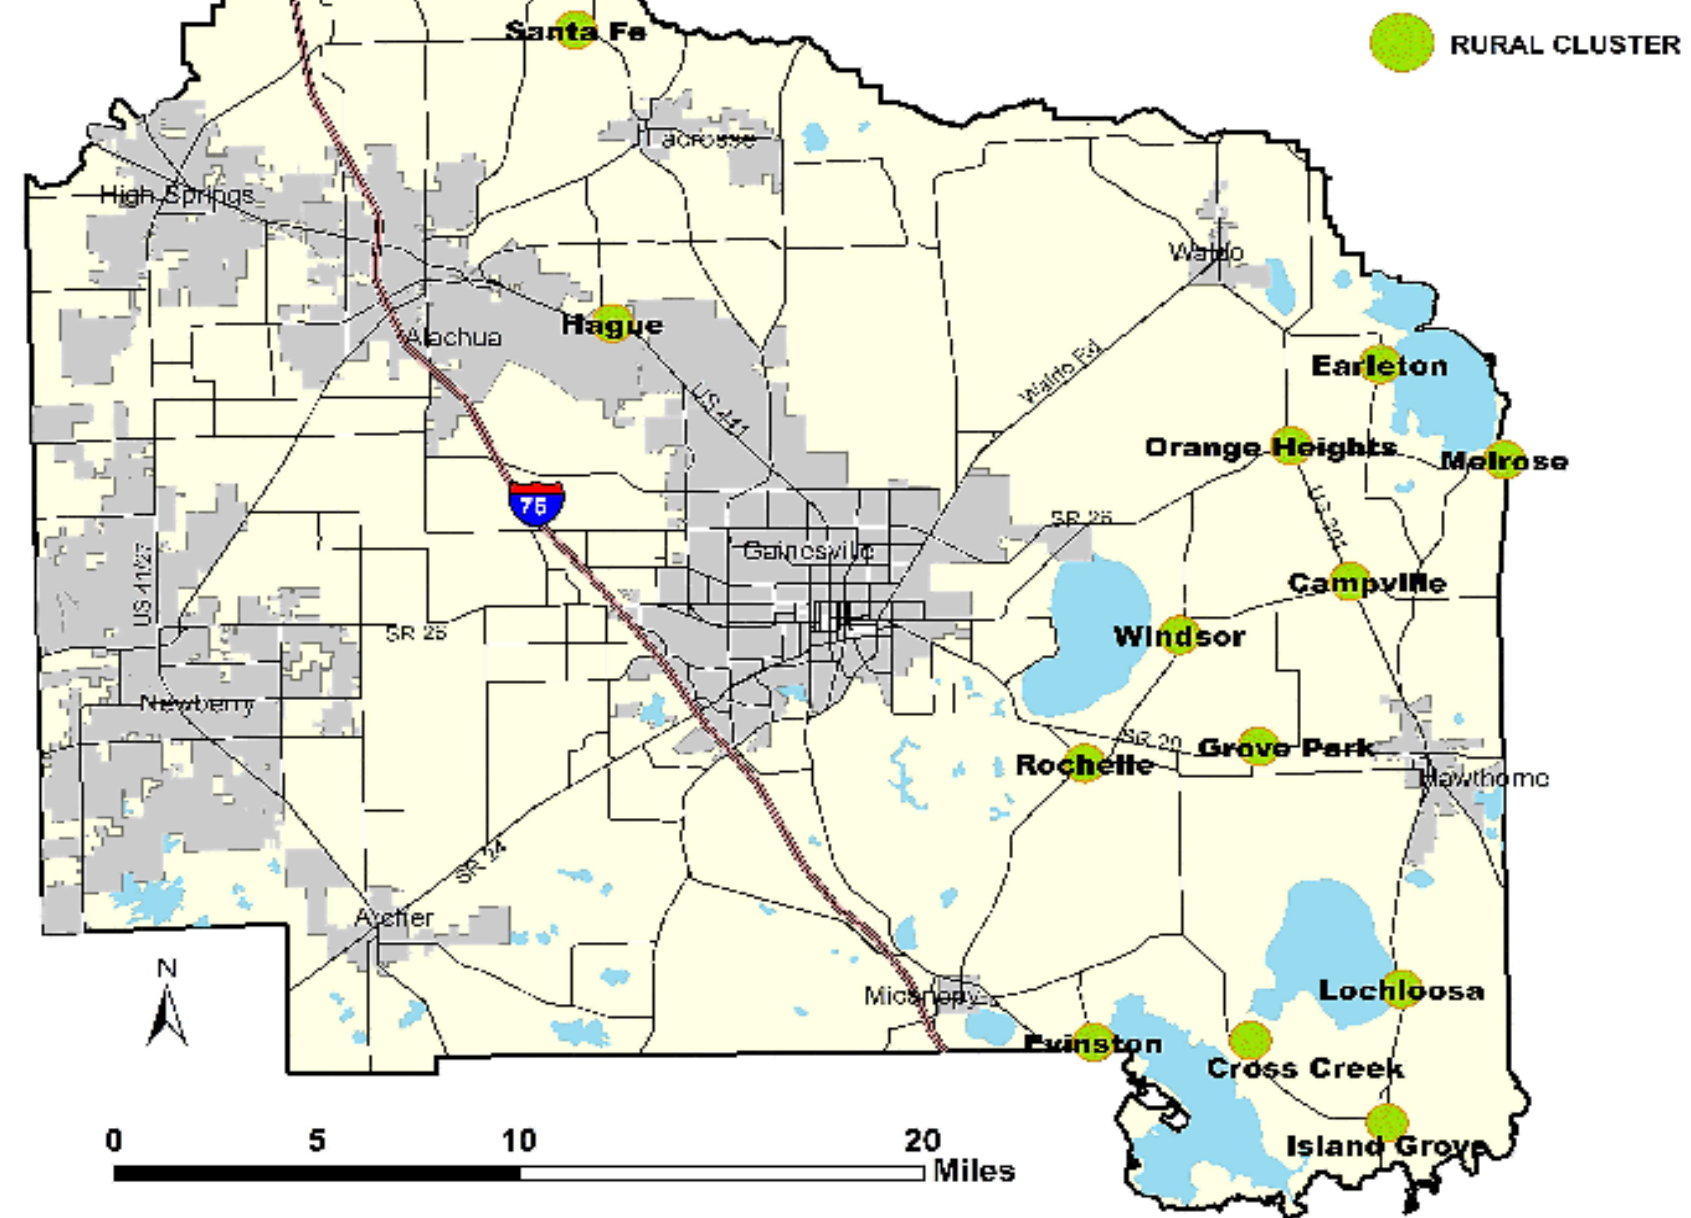 Santa Fe
RURAL CLUSTER
Lacrosse
High Springs
Waldo
Hague
Alachua
Earleton
Waldo Rd
US 441
Orange Heights
Melrose
75
US 301
SR 26
Gainesville
US 41/27
Campville
SR 26
Windsor
Newberry
SR 20
Grove Park
Rochelle
Hawthorne
SR 24
Archer
N
Lochloosa
Micanopy
Evinston
Cross Creek
0 5 10 20
Island Grove
Miles